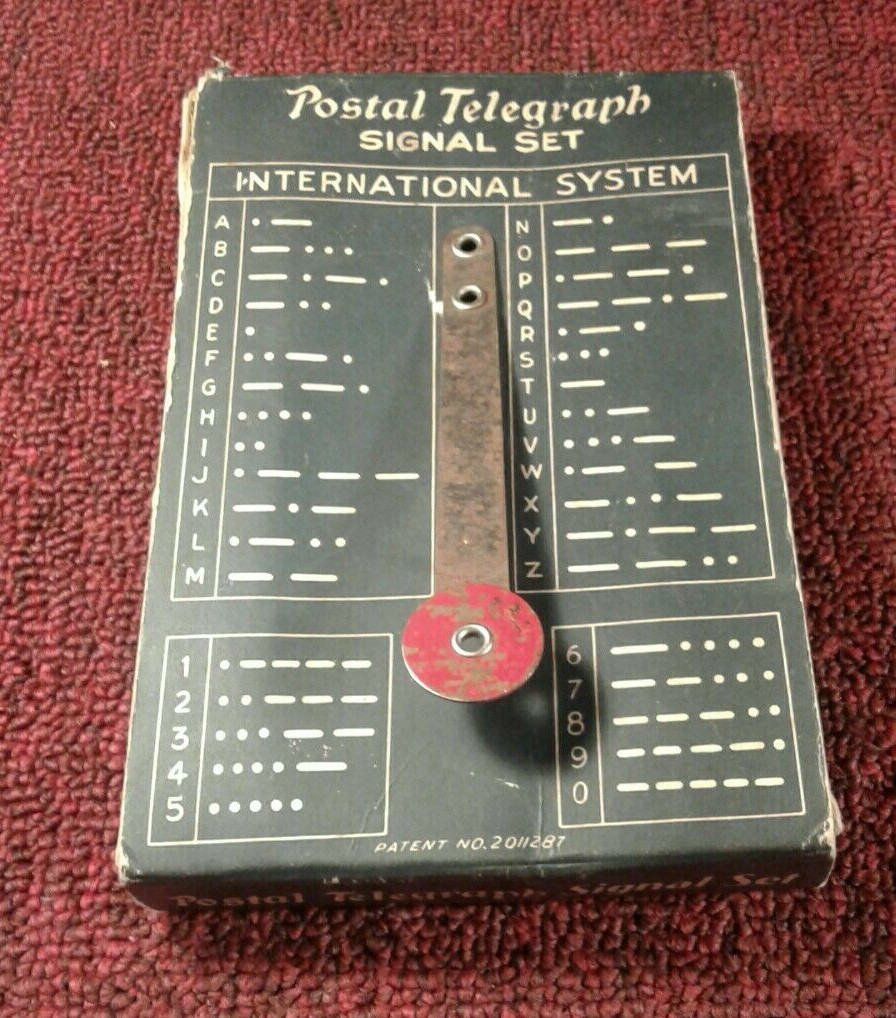 Postal Telegraph
SIGNAL SET
INTERNATIONAL SYSTEM
A · —
B — · · ·
C — · — ·
D — · ·
E ·
F · · — ·
G — — ·
H · · · ·
I · ·
J · — — —
K — · —
L · — · ·
M — —
N — ·
O — — —
P · — — ·
Q — — · —
R · — ·
S · · ·
T —
U · · —
V · · · —
W · — —
X — · · —
Y — · — —
Z — — · ·
1 · — — — —
2 · · — — —
3 · · · — —
4 · · · · —
5 · · · · ·
6 — · · · ·
7 — — · · ·
8 — — — · ·
9 — — — — ·
0 — — — — —
PATENT NO. 2011287
Postal Telegraph Signal Set